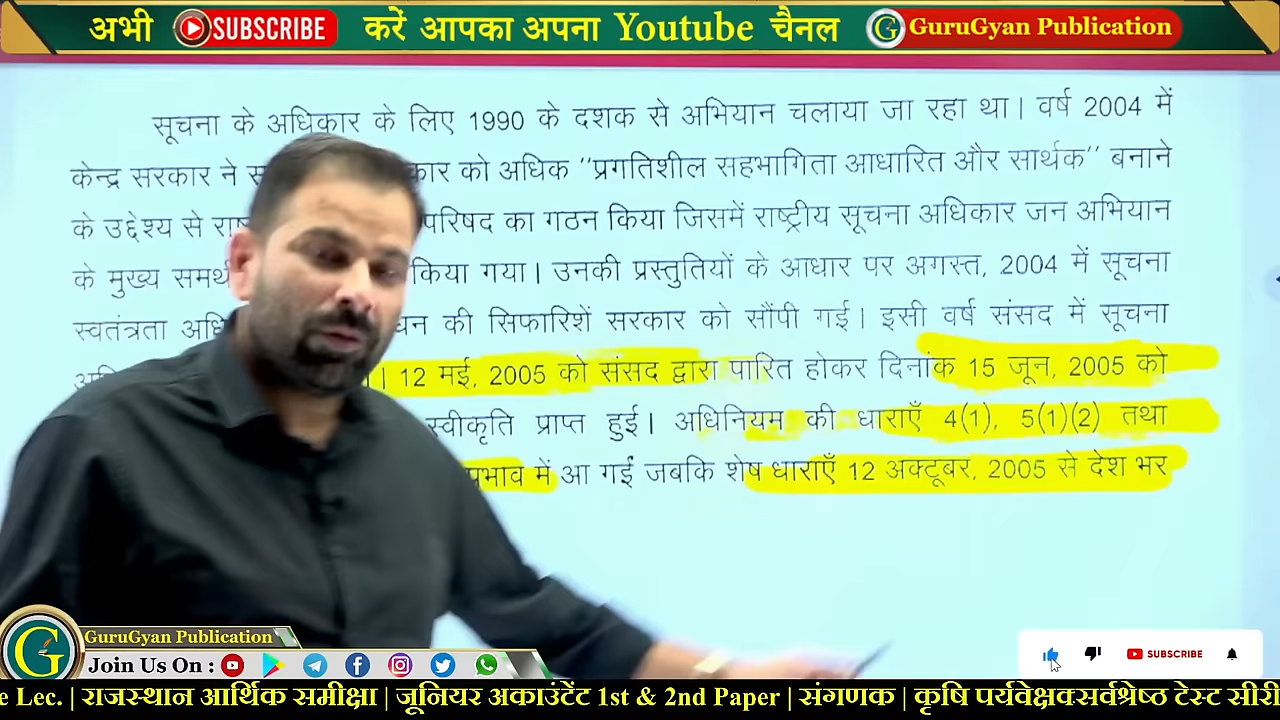 अभी SUBSCRIBE करें आपका अपना Youtube चैनल GuruGyan Publication
सूचना के अधिकार के लिए 1990 के दशक से अभियान चलाया जा रहा था। वर्ष 2004 में
केन्द्र सरकार ने को अधिक "प्रगतिशील सहभागिता आधारित और सार्थक" बनाने
के उद्देश्य से परिषद का गठन किया जिसमें राष्ट्रीय सूचना अधिकार जन अभियान
के मुख्य किया गया। उनकी प्रस्तुतियों के आधार पर अगस्त, 2004 में सूचना
स्वतंत्रता की सिफारिशें सरकार को सौंपी गई। इसी वर्ष संसद में सूचना
। 12 मई, 2005 को संसद द्वारा पारित होकर दिनांक 15 जून, 2005 को
स्वीकृति प्राप्त हुई। अधिनियम की धाराएँ 4(1), 5(1)(2) तथा
में आ गईं जबकि शेष धाराएँ 12 अक्टूबर, 2005 से देश भर
G GuruGyan Publication
Join Us On :
SUBSCRIBE
e Lec. | राजस्थान आर्थिक समीक्षा | जूनियर अकाउंटेंट 1st & 2nd Paper | संगणक | कृषि पर्यवेक्षक सर्वश्रेष्ठ टेस्ट सीरी